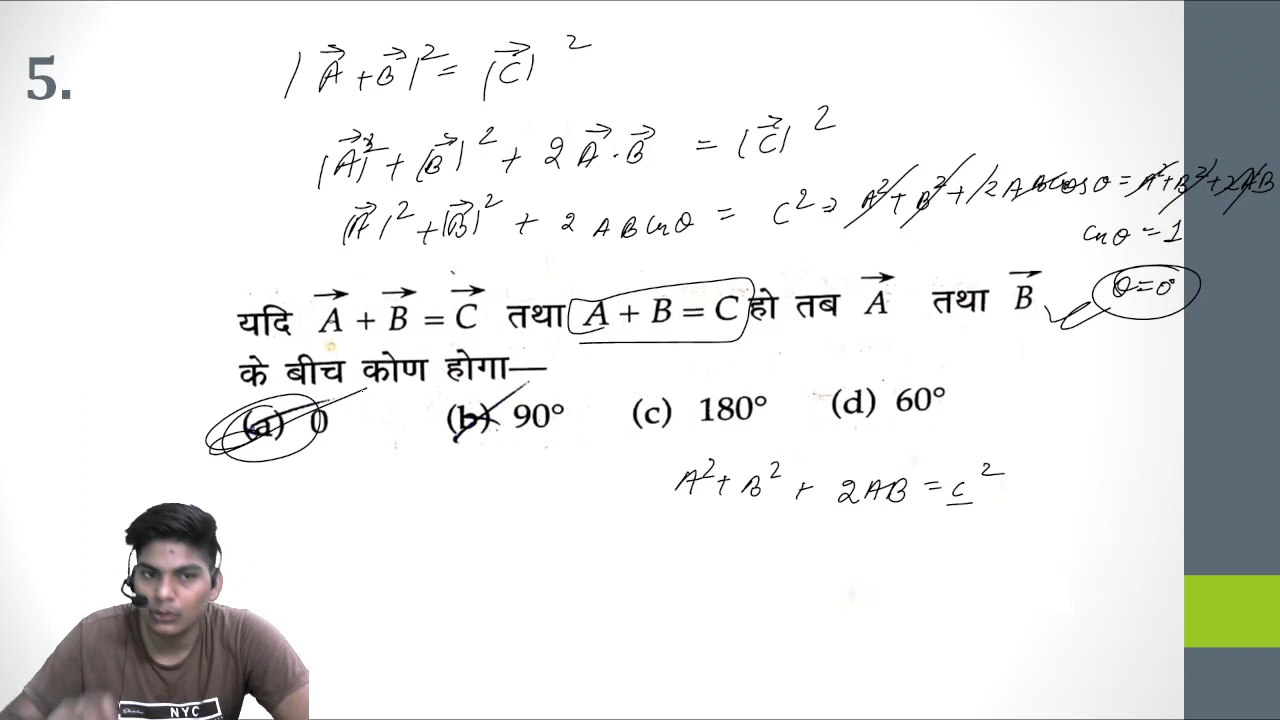 5.
|A⃗ + B⃗|² = |C⃗|²
|A⃗|² + |B⃗|² + 2A⃗·B⃗ = |C⃗|²
|A⃗|² + |B⃗|² + 2ABcosθ = C² ⇒ A² + B² + 2ABcosθ = A² + B² + 2AB
cosθ = 1
θ = 0°
यदि A⃗ + B⃗ = C⃗ तथा A + B = C हो तब A⃗ तथा B⃗
के बीच कोण होगा—
(a) 0 (b) 90° (c) 180° (d) 60°
A² + B² + 2AB = C²
NYC